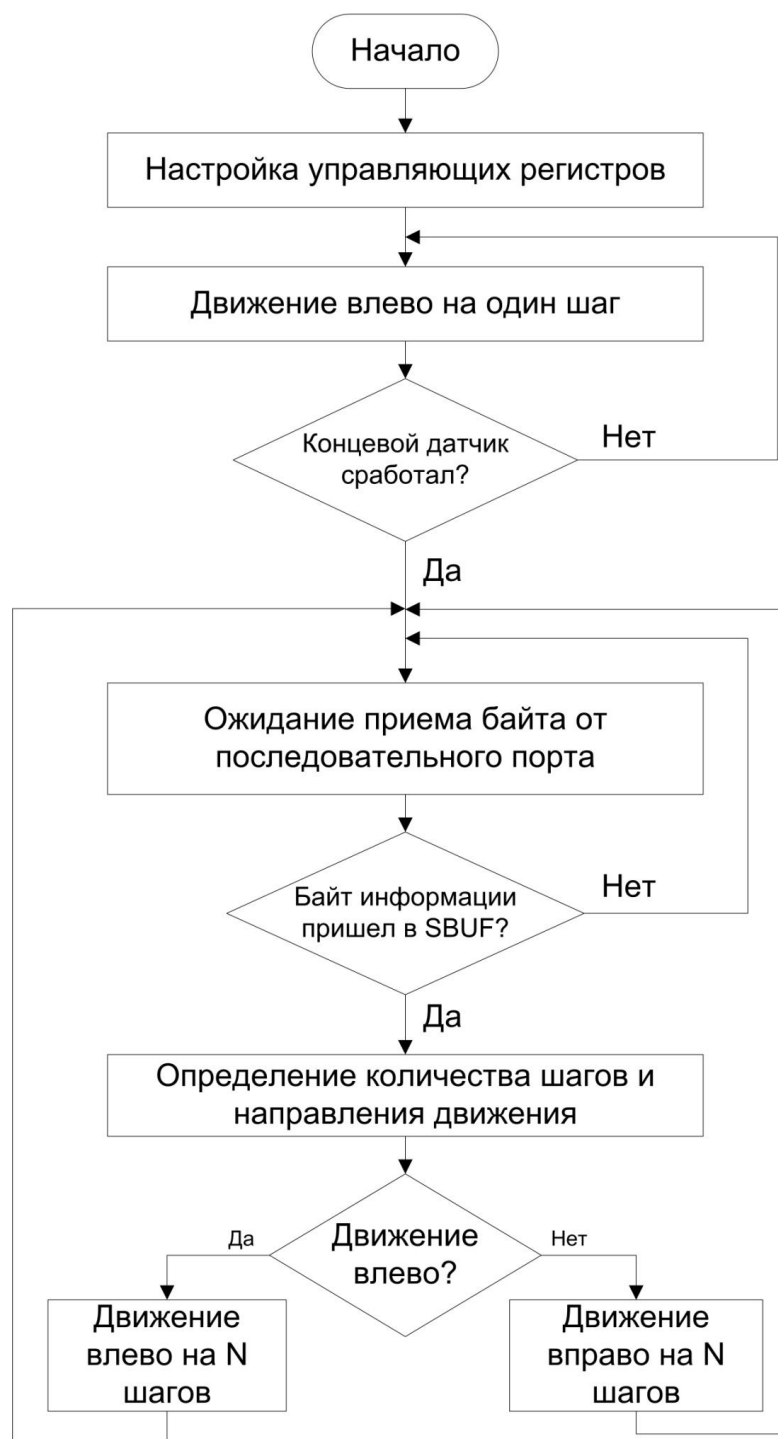 Начало
Настройка управляющих регистров
Движение влево на один шаг
Концевой датчик
сработал?
Нет
Да
Ожидание приема байта от
последовательного порта
Байт информации
пришел в SBUF?
Нет
Да
Определение количества шагов и
направления движения
Движение
влево?
Да
Нет
Движение
влево на N
шагов
Движение
вправо на N
шагов